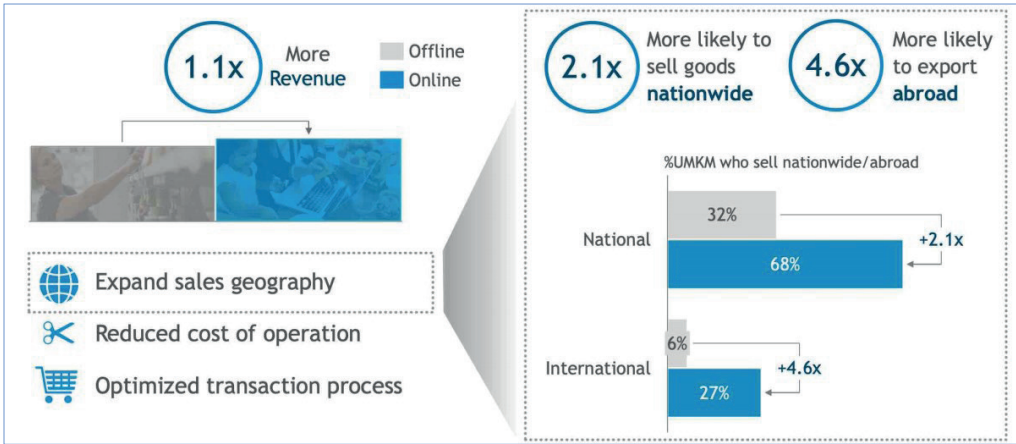 1.1x
More
Revenue
Offline
Online
Expand sales geography
Reduced cost of operation
Optimized transaction process
2.1x
More likely to
sell goods
nationwide
4.6x
More likely
to export
abroad
%UMKM who sell nationwide/abroad
National
32%
68%
+2.1x
International
6%
27%
+4.6x